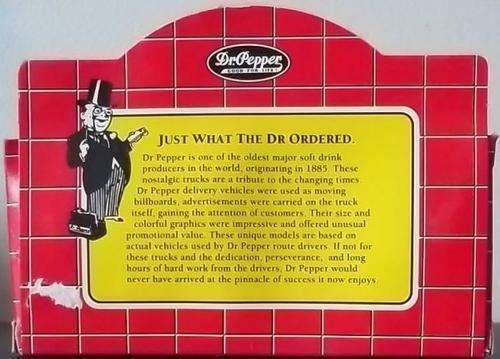 Dr Pepper
GOOD FOR LIFE!
JUST WHAT THE DR ORDERED.
Dr Pepper is one of the oldest major soft drink
producers in the world, originating in 1885. These
nostalgic trucks are a tribute to the changing times.
Dr Pepper delivery vehicles were used as moving
billboards, advertisements were carried on the truck
itself, gaining the attention of customers. Their size and
colorful graphics were impressive and offered unusual
promotional value. These unique models are based on
actual vehicles used by Dr Pepper route drivers. If not for
these trucks and the dedication, perseverance, and long
hours of hard work from the drivers, Dr Pepper would
never have arrived at the pinnacle of success it now enjoys.